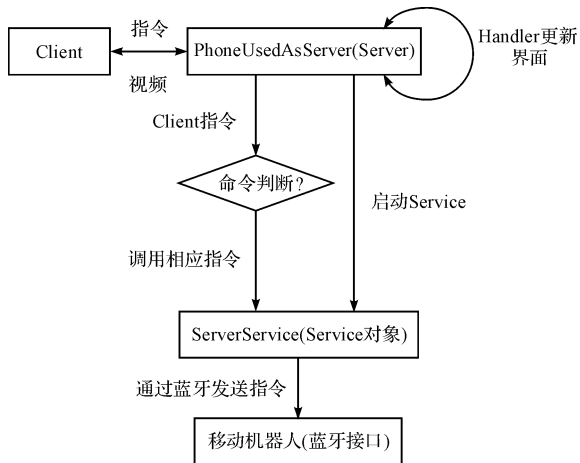 指令
Client
PhoneUsedAsServer(Server)
Handler更新
界面
视频
Client指令
命令判断?
启动Service
调用相应指令
ServerService(Service对象)
通过蓝牙发送指令
移动机器人(蓝牙接口)